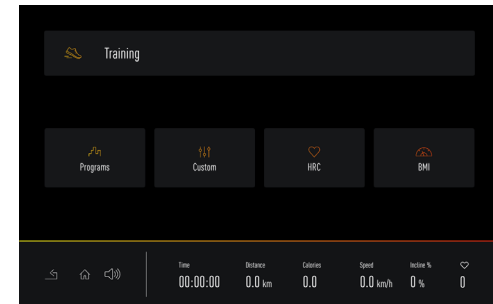 Training
Programs
Custom
HRC
BMI
Time Distance Calories Speed Incline %
00:00:00 0.0 km 0.0 0.0 km/h 0 % 0